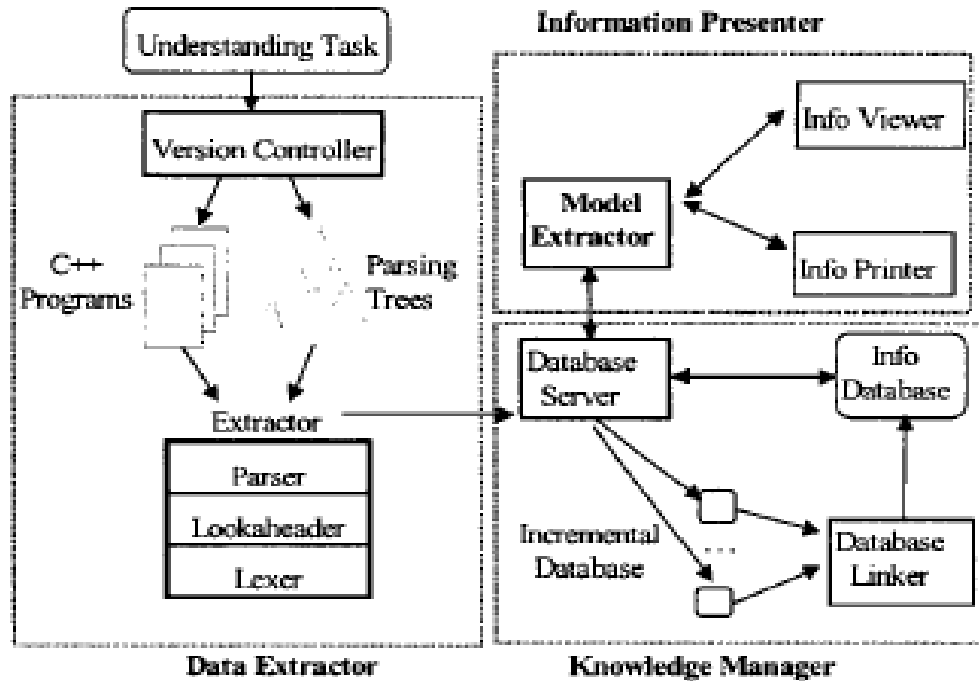 Understanding Task
Version Controller
C++
Programs
Parsing
Trees
Extractor
Parser
Lookaheader
Lexer
Data Extractor
Information Presenter
Info Viewer
Model
Extractor
Info Printer
Database
Server
Info
Database
Incremental
Database
...
Database
Linker
Knowledge Manager